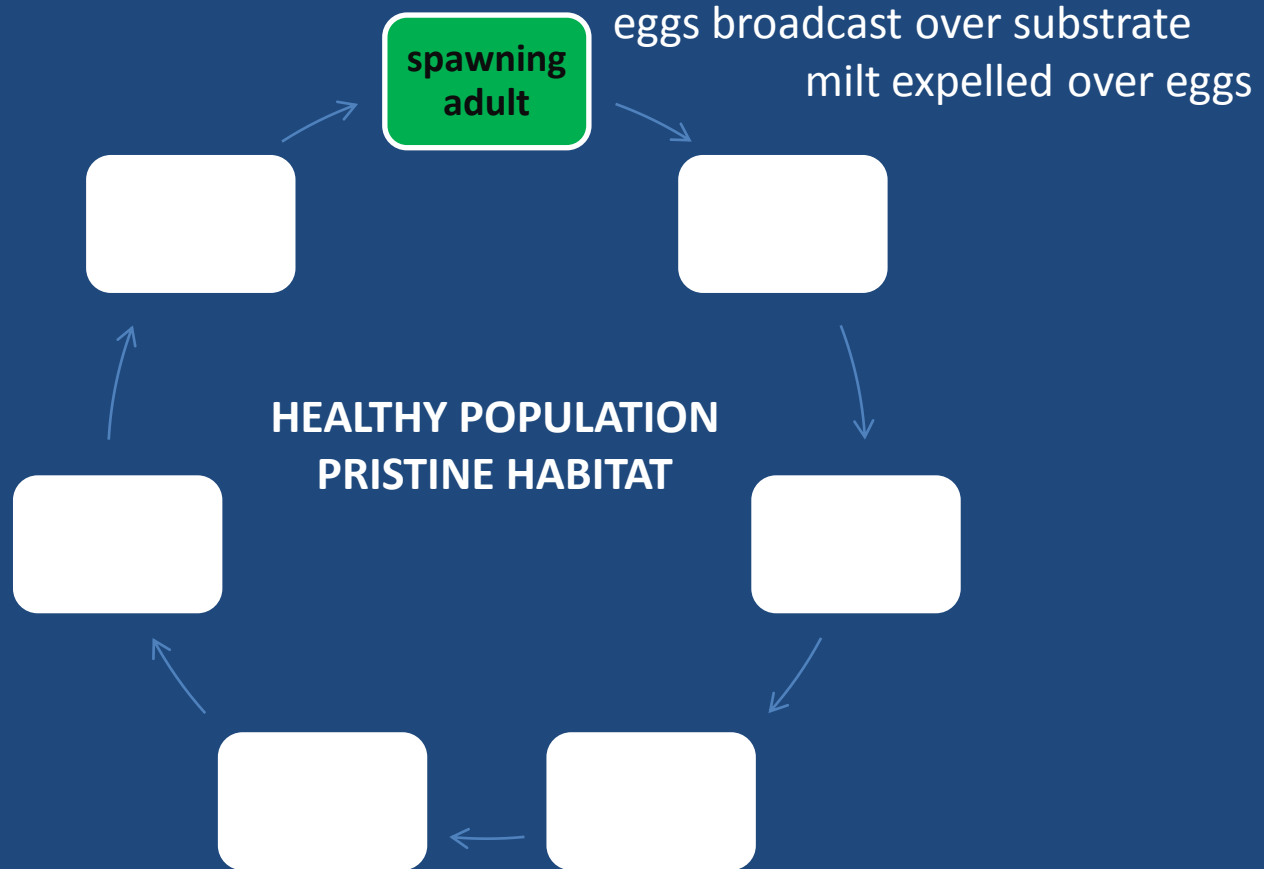 spawning
adult
eggs broadcast over substrate
milt expelled over eggs
HEALTHY POPULATION
PRISTINE HABITAT